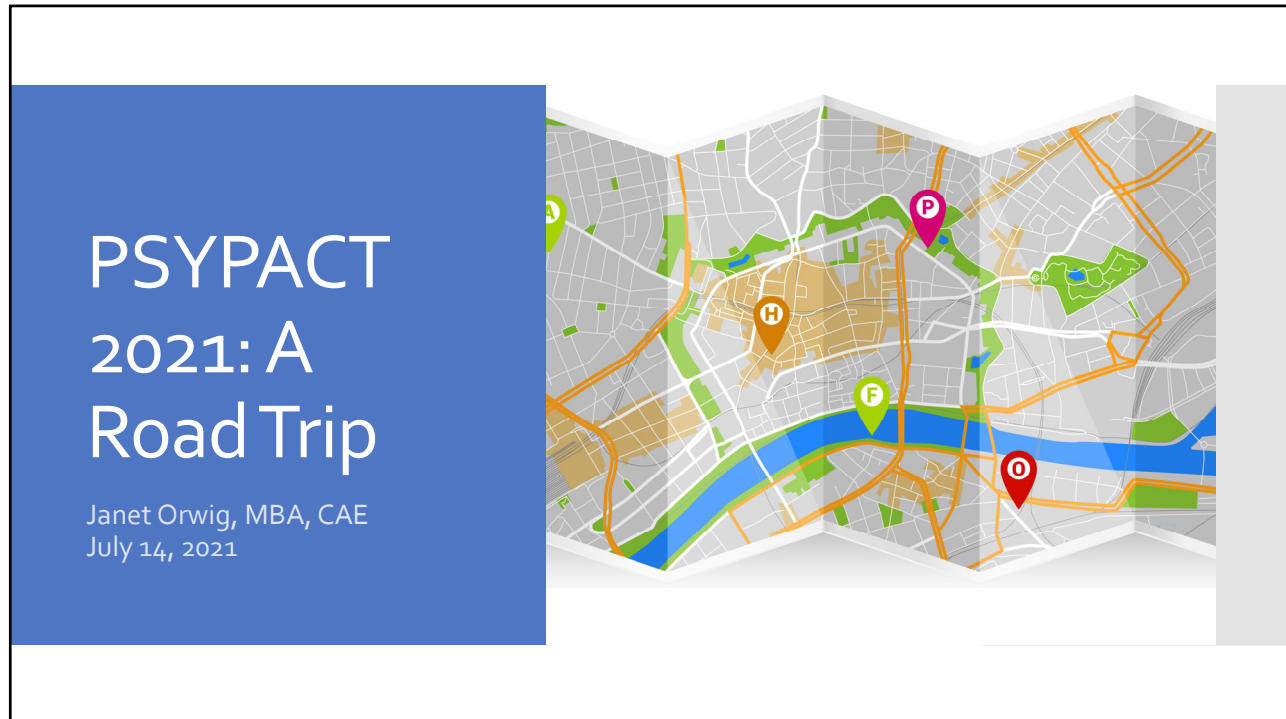 PSYPACT
2021: A
Road Trip
Janet Orwig, MBA, CAE
July 14, 2021
A
P
H
F
O